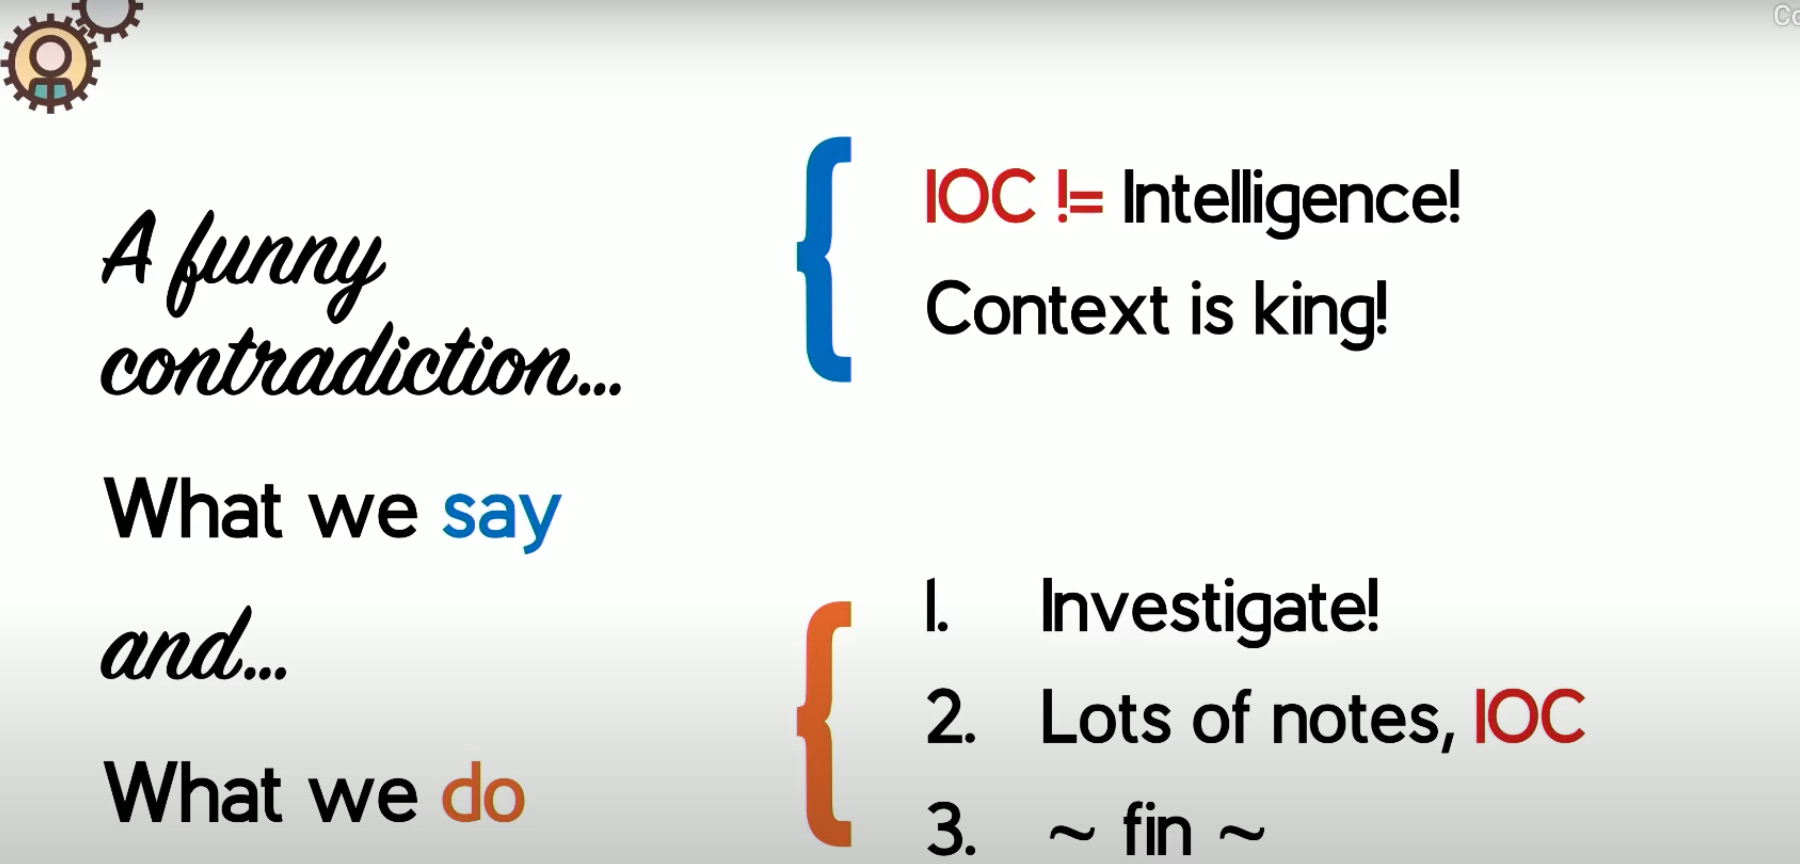 A funny
contradiction...
What we say
and...
What we do
IOC != Intelligence!
Context is king!
1. Investigate!
2. Lots of notes, IOC
3. ~ fin ~